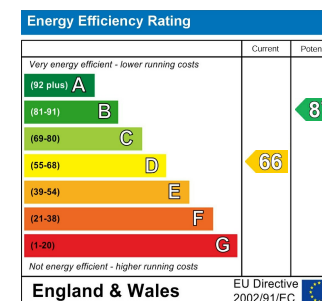 Energy Efficiency Rating
Current
Very energy efficient - lower running costs
(92 plus) A
(81-91) B
(69-80) C
(55-68) D
66
(39-54) E
(21-38) F
(1-20) G
Not energy efficient - higher running costs
England & Wales
EU Directive
2002/91/EC